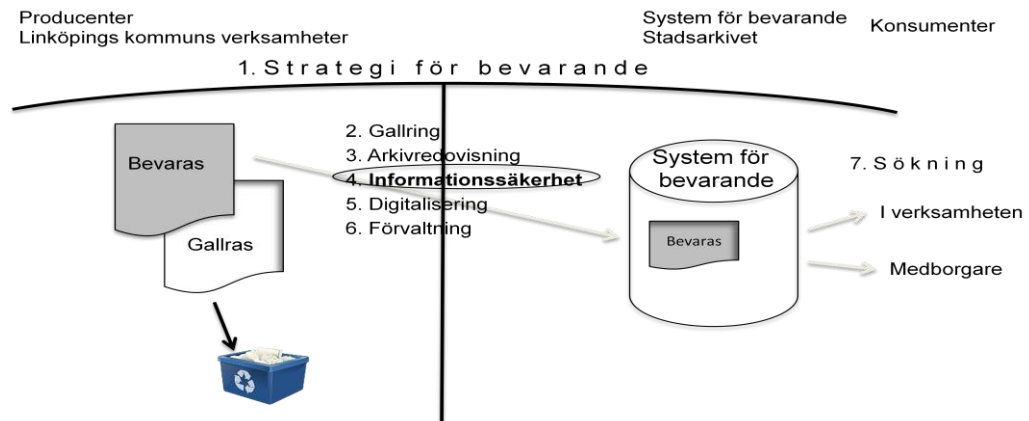 Producenter
Linköpings kommuns verksamheter
System för bevarande
Stadsarkivet
Konsumenter
1. Strategi för bevarande
Bevaras
Gallras
2. Gallring
3. Arkivredovisning
4. Informationssäkerhet
5. Digitalisering
6. Förvaltning
System för
bevarande
Bevaras
7. Sökning
I verksamheten
Medborgare